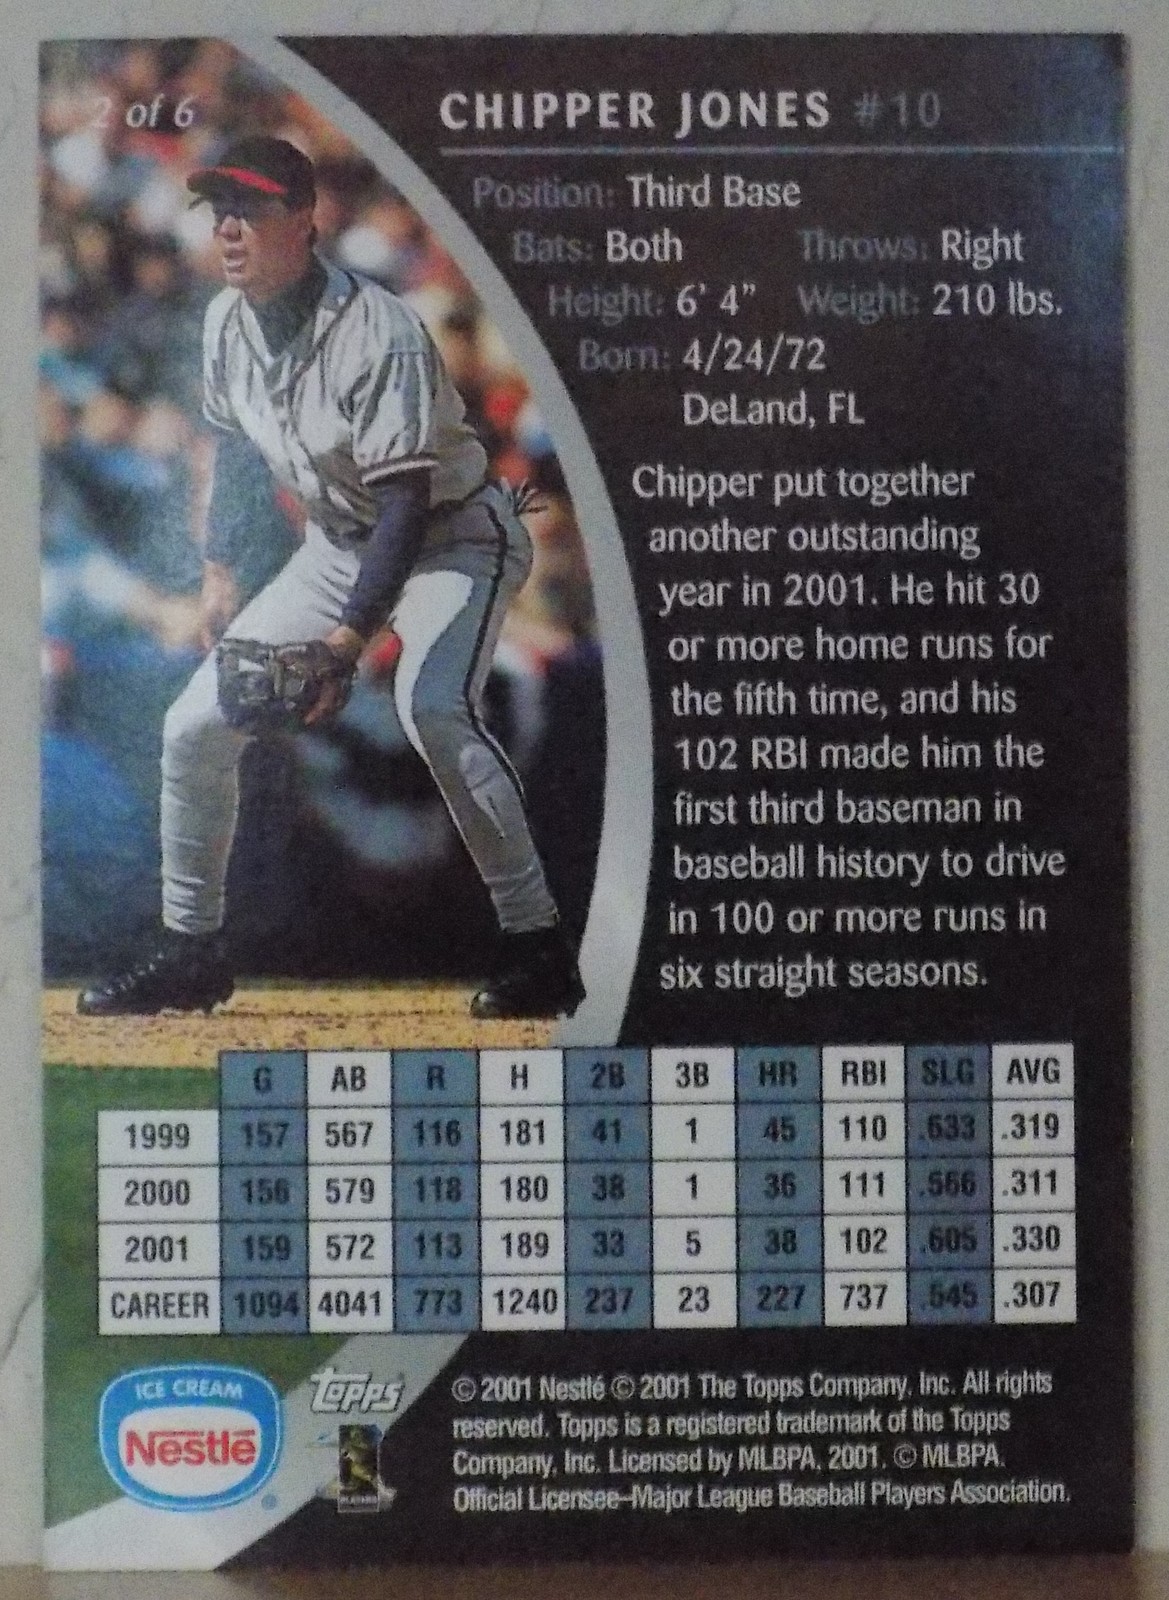 2 of 6
CHIPPER JONES #10
Position: Third Base
Bats: Both Throws: Right
Height: 6' 4" Weight: 210 lbs.
Born: 4/24/72
DeLand, FL
Chipper put together
another outstanding
year in 2001. He hit 30
or more home runs for
the fifth time, and his
102 RBI made him the
first third baseman in
baseball history to drive
in 100 or more runs in
six straight seasons.
G AB R H 2B 3B HR RBI SLG AVG
1999 157 567 116 181 41 1 45 110 .633 .319
2000 156 579 118 180 38 1 36 111 .566 .311
2001 159 572 113 189 33 5 38 102 .605 .330
CAREER 1094 4041 773 1240 237 23 227 737 .545 .307
ICE CREAM
Nestlé
®
Topps
PLAYERS
© 2001 Nestlé © 2001 The Topps Company, Inc. All rights
reserved. Topps is a registered trademark of the Topps
Company, Inc. Licensed by MLBPA, 2001. © MLBPA.
Official Licensee–Major League Baseball Players Association.